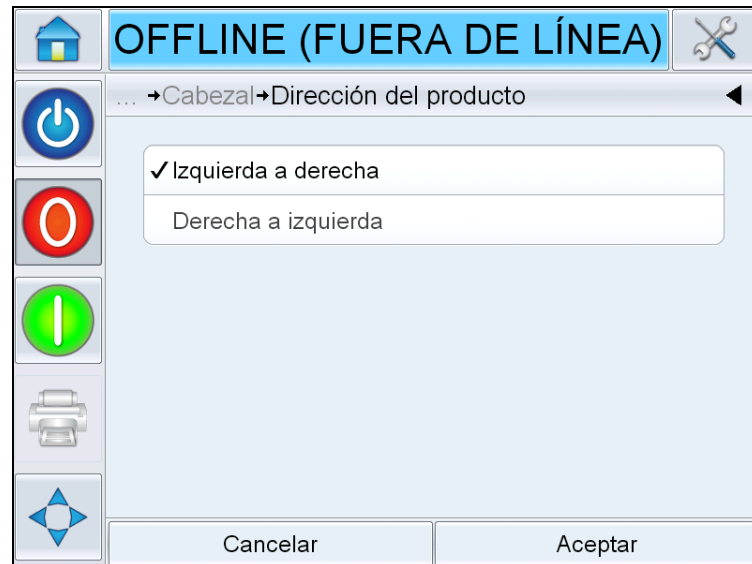 OFFLINE (FUERA DE LÍNEA)
... →Cabezal→Dirección del producto
✓Izquierda a derecha
Derecha a izquierda
Cancelar
Aceptar